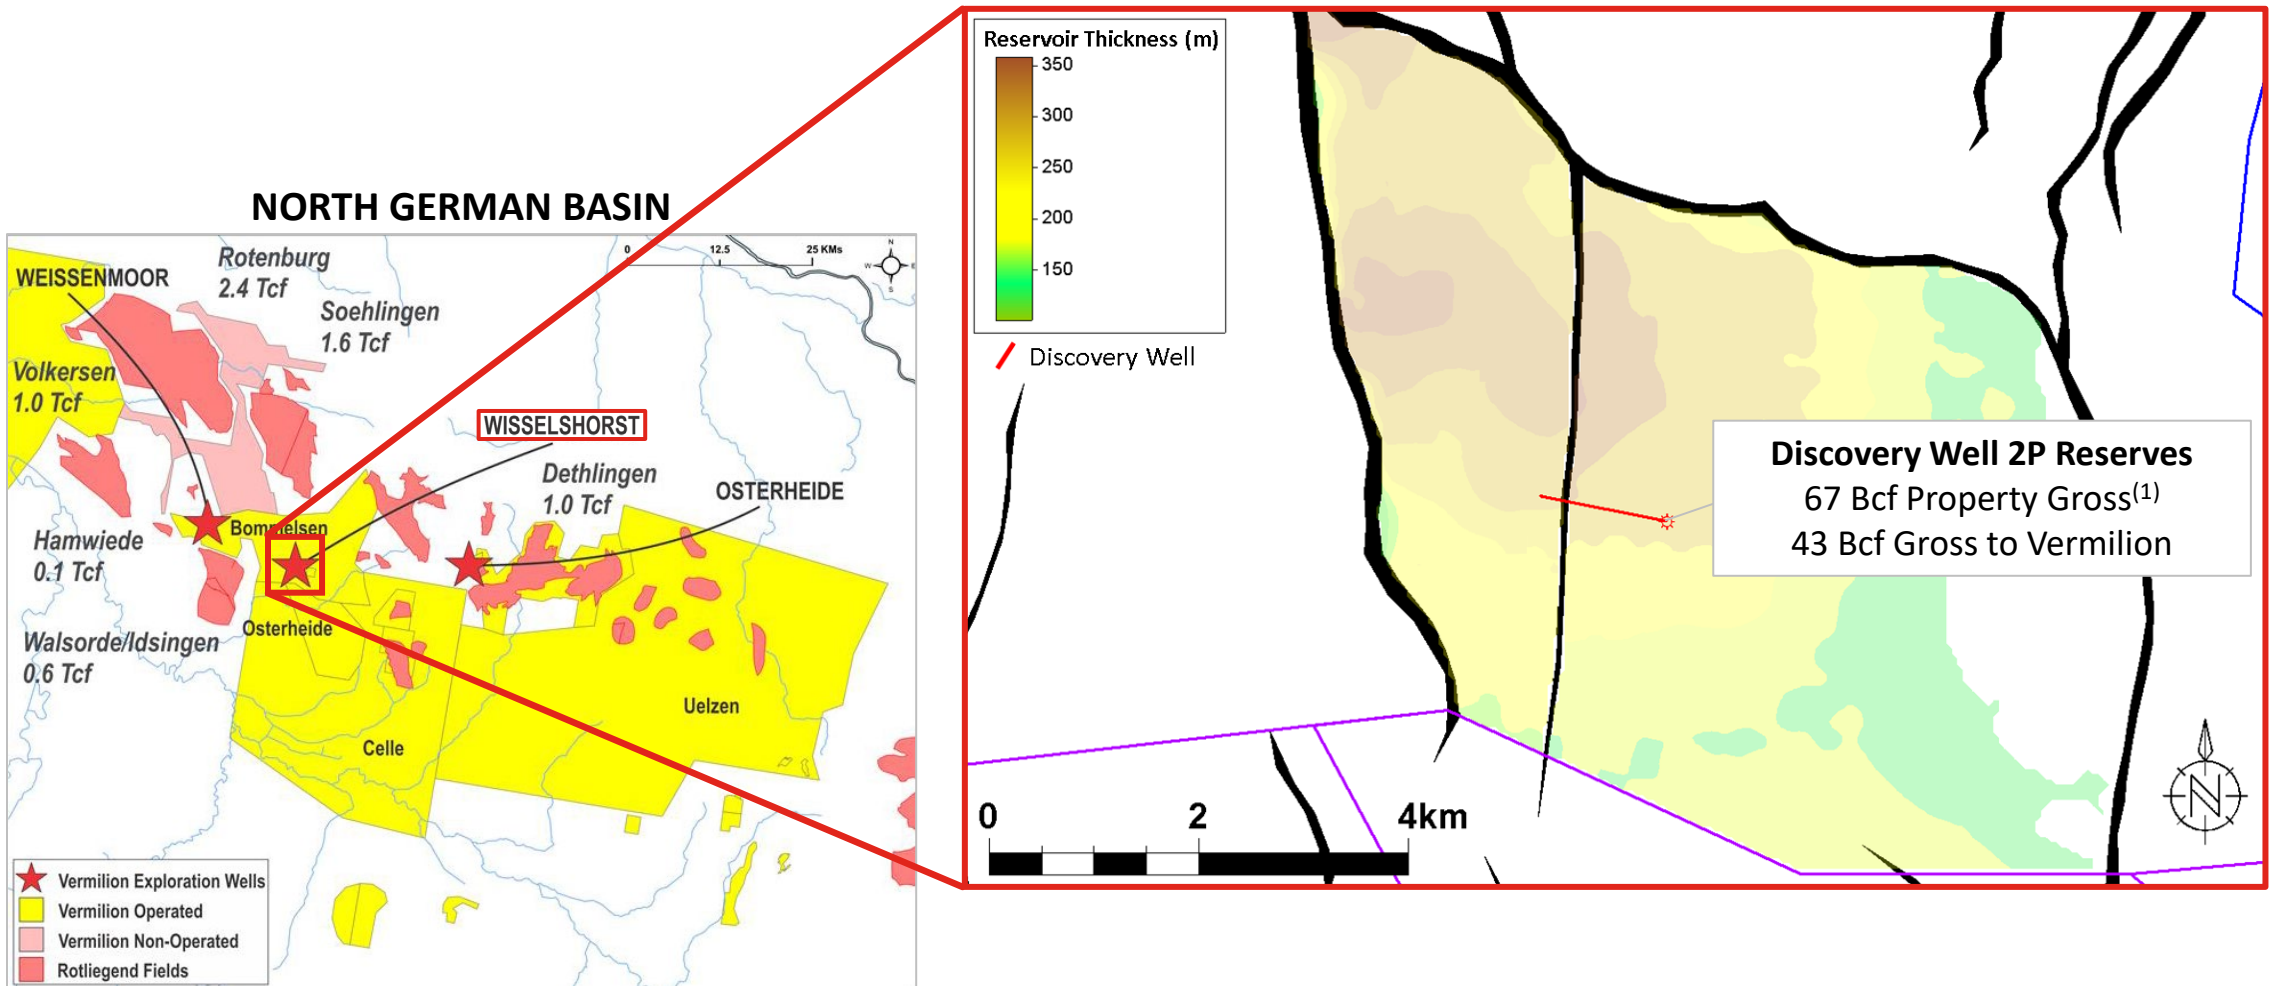 NORTH GERMAN BASIN
0 12.5 25 KMs
N
W E
S
WEISSENMOOR
Rotenburg
2.4 Tcf
Soehlingen
1.6 Tcf
Volkersen
1.0 Tcf
WISSELSHORST
Dethlingen
1.0 Tcf
OSTERHEIDE
Bommelsen
Hamwiede
0.1 Tcf
Osterheide
Walsorde/Idsingen
0.6 Tcf
Uelzen
Celle
Vermilion Exploration Wells
Vermilion Operated
Vermilion Non-Operated
Rotliegend Fields
Reservoir Thickness (m)
350
300
250
200
150
Discovery Well
Discovery Well 2P Reserves
67 Bcf Property Gross(1)
43 Bcf Gross to Vermilion
0 2 4km
N